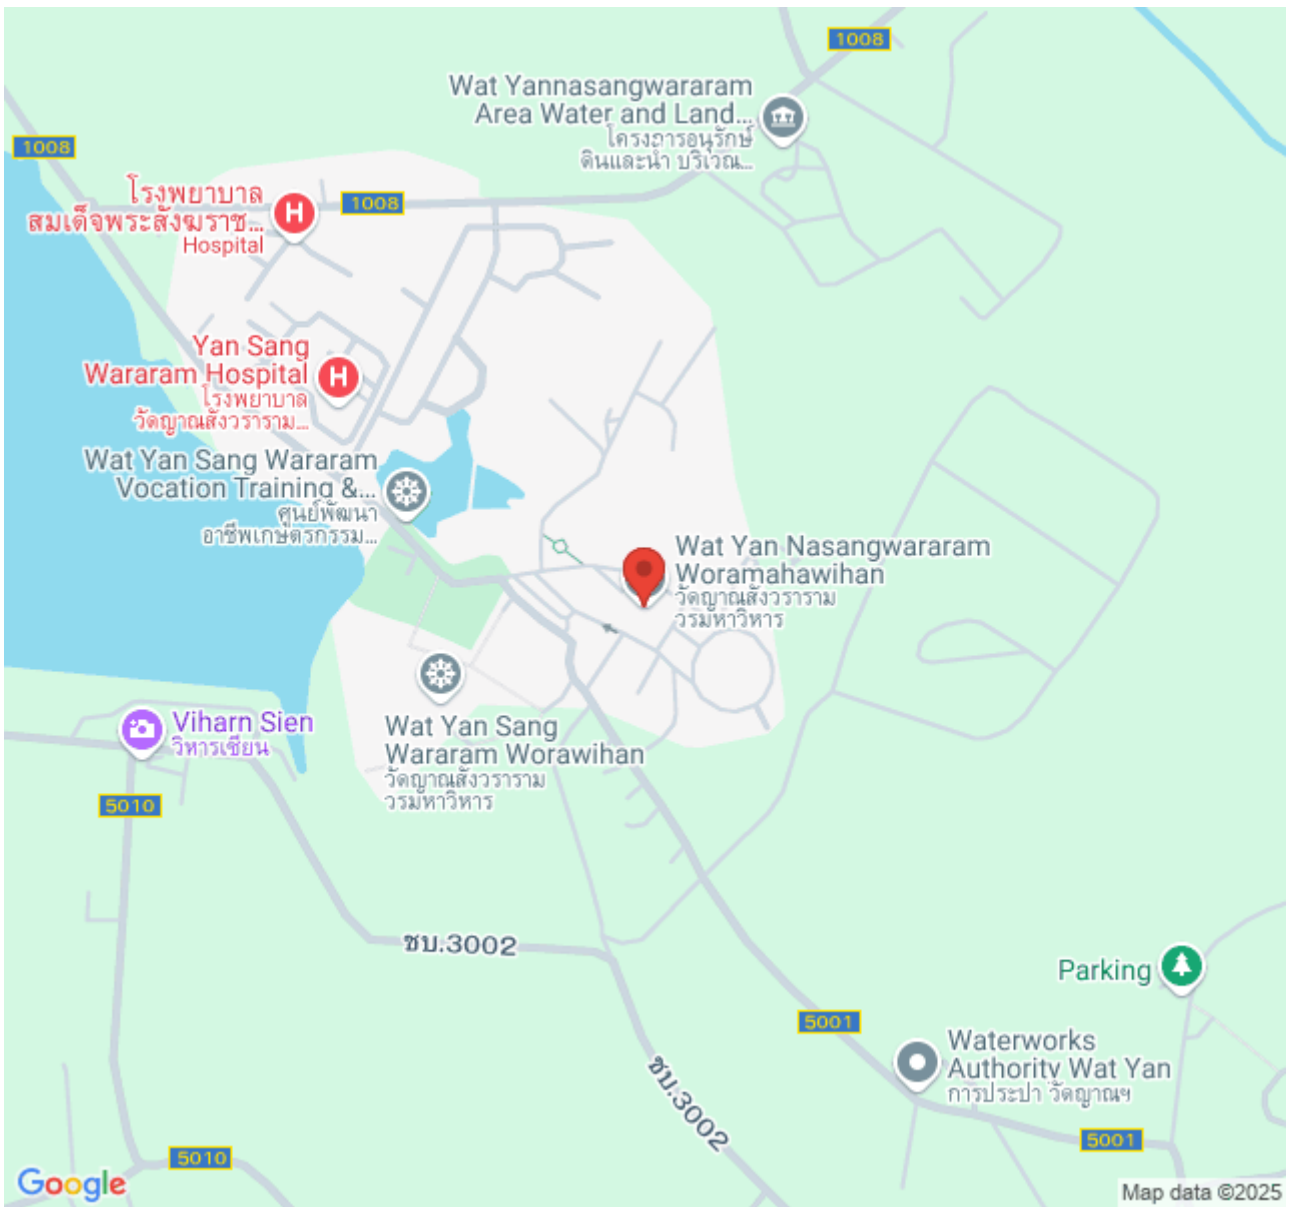 1008
Wat Yannasangwararam
Area Water and Land...
โครงการอนุรักษ์
ดินและน้ำ บริเวณ...
1008
โรงพยาบาล
สมเด็จพระสังฆราช...
Hospital
1008
Yan Sang
Wararam Hospital
โรงพยาบาล
วัดญาณสังวราราม...
Wat Yan Sang Wararam
Vocation Training &...
ศูนย์พัฒนา
อาชีพเกษตรกรรม...
Wat Yan Nasangwararam
Woramahawihan
วัดญาณสังวราราม
วรมหาวิหาร
Viharn Sien
วิหารเซียน
Wat Yan Sang
Wararam Worawihan
วัดญาณสังวราราม
วรมหาวิหาร
5010
ชบ.3002
Parking
5001
Waterworks
Authority Wat Yan
การประปา วัดญาณฯ
ชบ.3002
5001
5010
Google
Map data ©2025